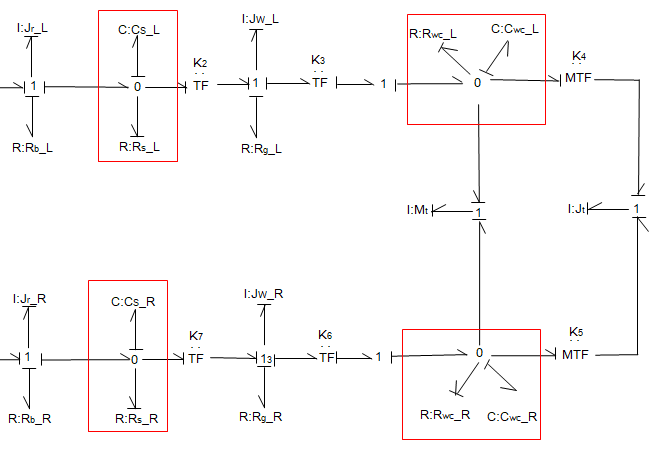 I:Jr_L
C:Cs_L
I:Jw_L
R:Rwc_L
C:Cwc_L
K2
K3
K4
1
0
TF
1
TF
1
0
MTF
R:Rb_L
R:Rs_L
R:Rg_L
I:Mt
1
I:Jt
1
I:Jr_R
C:Cs_R
I:Jw_R
K7
K6
K5
1
0
TF
13
TF
1
0
MTF
R:Rb_R
R:Rs_R
R:Rg_R
R:Rwc_R
C:Cwc_R